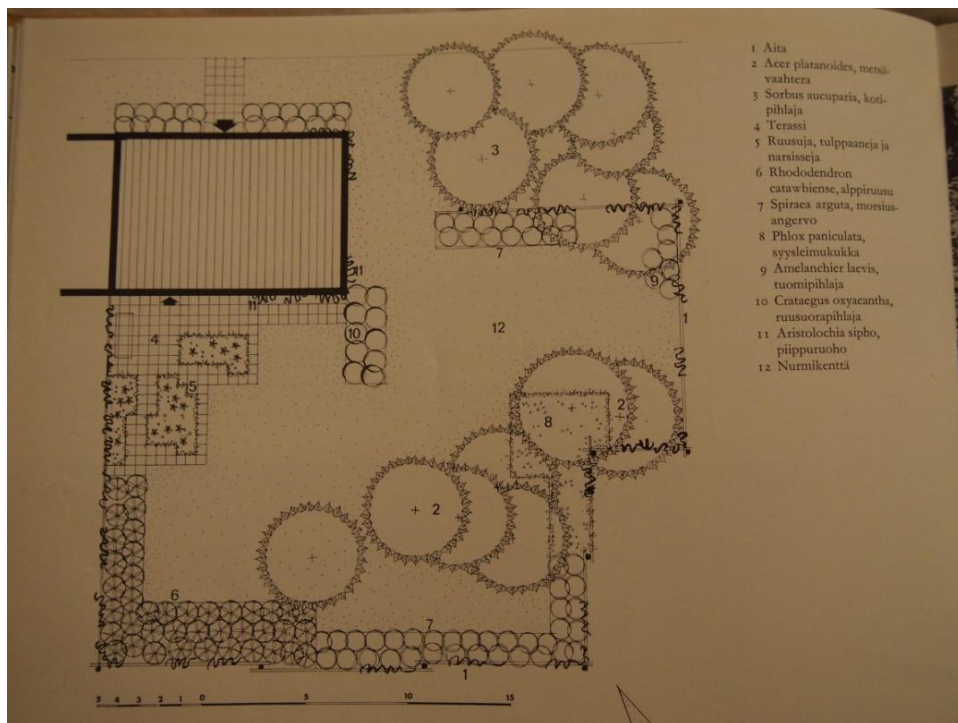 3
7
9
1
11
11
10
12
4
5
8
2
2
6
7
1
5 4 3 2 1 0 5 10 15
1 Aita
2 Acer platanoides, metsä-
vaahtera
3 Sorbus aucuparia, koti-
pihlaja
4 Terassi
5 Ruusuja, tulppaaneja ja
narsisseja
6 Rhododendron
catawbiense, alppiruusu
7 Spiraea arguta, morsius-
angervo
8 Phlox paniculata,
syysleimukukka
9 Amelanchier laevis,
tuomipihlaja
10 Crataegus oxyacantha,
ruusuorapihlaja
11 Aristolochia sipho,
piippuruoho
12 Nurmikenttä